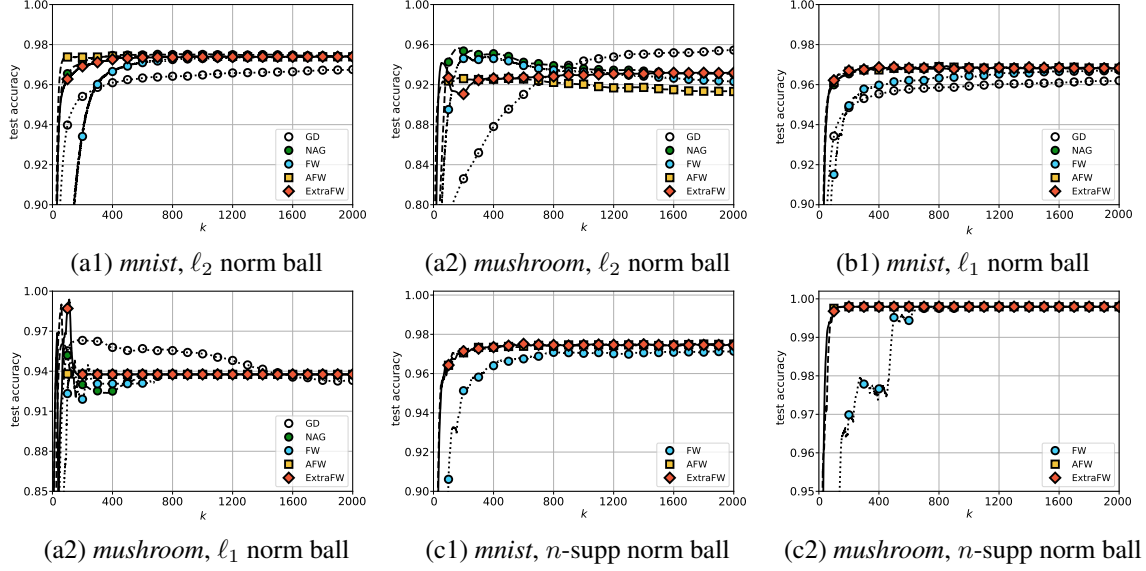 1.00
0.98
0.96
0.94
0.92
0.90
test accuracy
0 400 800 1200 1600 2000
k
GD
NAG
FW
AFW
ExtraFW
(a1) mnist, ℓ2 norm ball
1.00
0.96
0.92
0.88
0.84
0.80
test accuracy
0 400 800 1200 1600 2000
k
GD
NAG
FW
AFW
ExtraFW
(a2) mushroom, ℓ2 norm ball
1.00
0.98
0.96
0.94
0.92
0.90
test accuracy
0 400 800 1200 1600 2000
k
GD
NAG
FW
AFW
ExtraFW
(b1) mnist, ℓ1 norm ball
1.00
0.97
0.94
0.91
0.88
0.85
test accuracy
0 400 800 1200 1600 2000
k
GD
NAG
FW
AFW
ExtraFW
(a2) mushroom, ℓ1 norm ball
1.00
0.98
0.96
0.94
0.92
0.90
test accuracy
0 400 800 1200 1600 2000
k
FW
AFW
ExtraFW
(c1) mnist, n-supp norm ball
1.00
0.99
0.98
0.97
0.96
0.95
test accuracy
0 400 800 1200 1600 2000
k
FW
AFW
ExtraFW
(c2) mushroom, n-supp norm ball